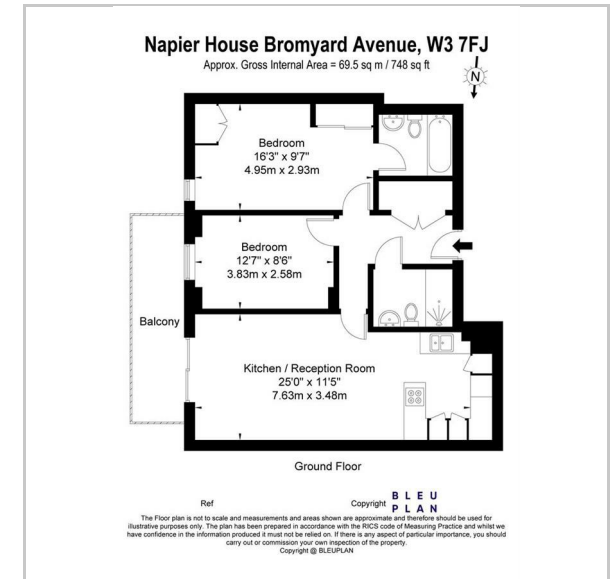 Napier House Bromyard Avenue, W3 7FJ
Approx. Gross Internal Area = 69.5 sq m / 748 sq ft
N
Bedroom
16'3" x 9'7"
4.95m x 2.93m
Bedroom
12'7" x 8'6"
3.83m x 2.58m
Balcony
Kitchen / Reception Room
25'0" x 11'5"
7.63m x 3.48m
Ground Floor
Ref
Copyright
BLEU
PLAN
The Floor plan is not to scale and measurements and areas shown are approximate and therefore should be used for
illustrative purposes only. The plan has been prepared in accordance with the RICS code of Measuring Practice and whilst we
have confidence in the information produced it must not be relied on. If there is any aspect of particular importance, you should
carry out or commission your own inspection of the property.
Copyright @ BLEUPLAN